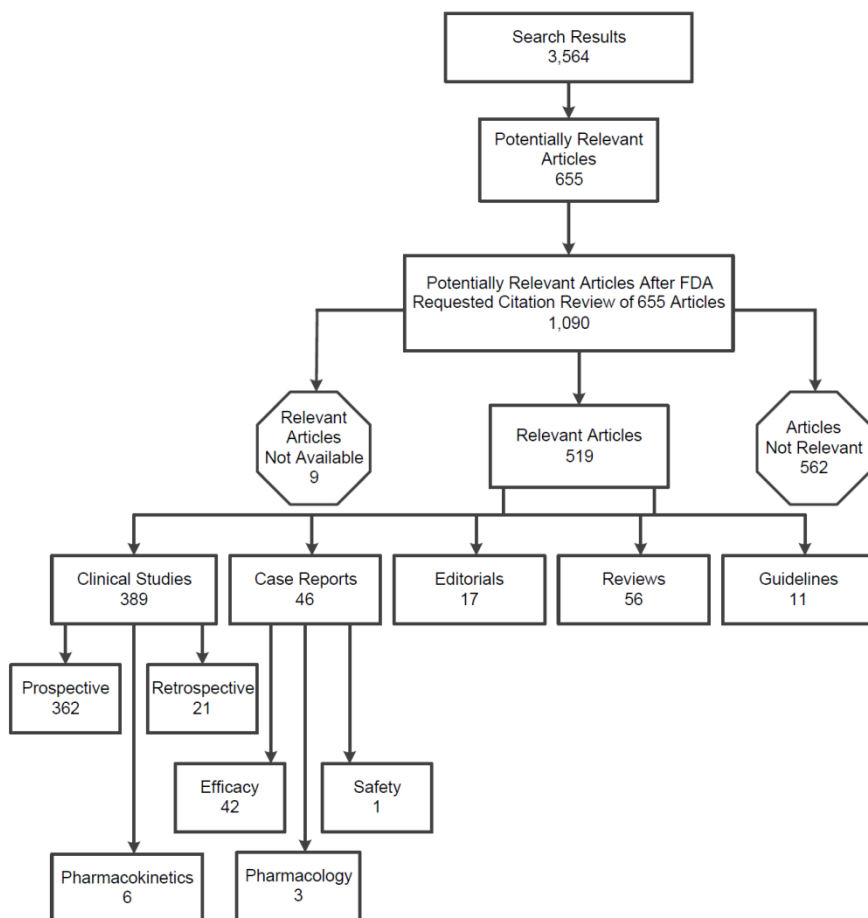 Search Results
3,564
Potentially Relevant
Articles
655
Potentially Relevant Articles After FDA
Requested Citation Review of 655 Articles
1,090
Relevant
Articles
Not Available
9
Relevant Articles
519
Articles
Not Relevant
562
Clinical Studies
389
Case Reports
46
Editorials
17
Reviews
56
Guidelines
11
Prospective
362
Retrospective
21
Efficacy
42
Safety
1
Pharmacokinetics
6
Pharmacology
3